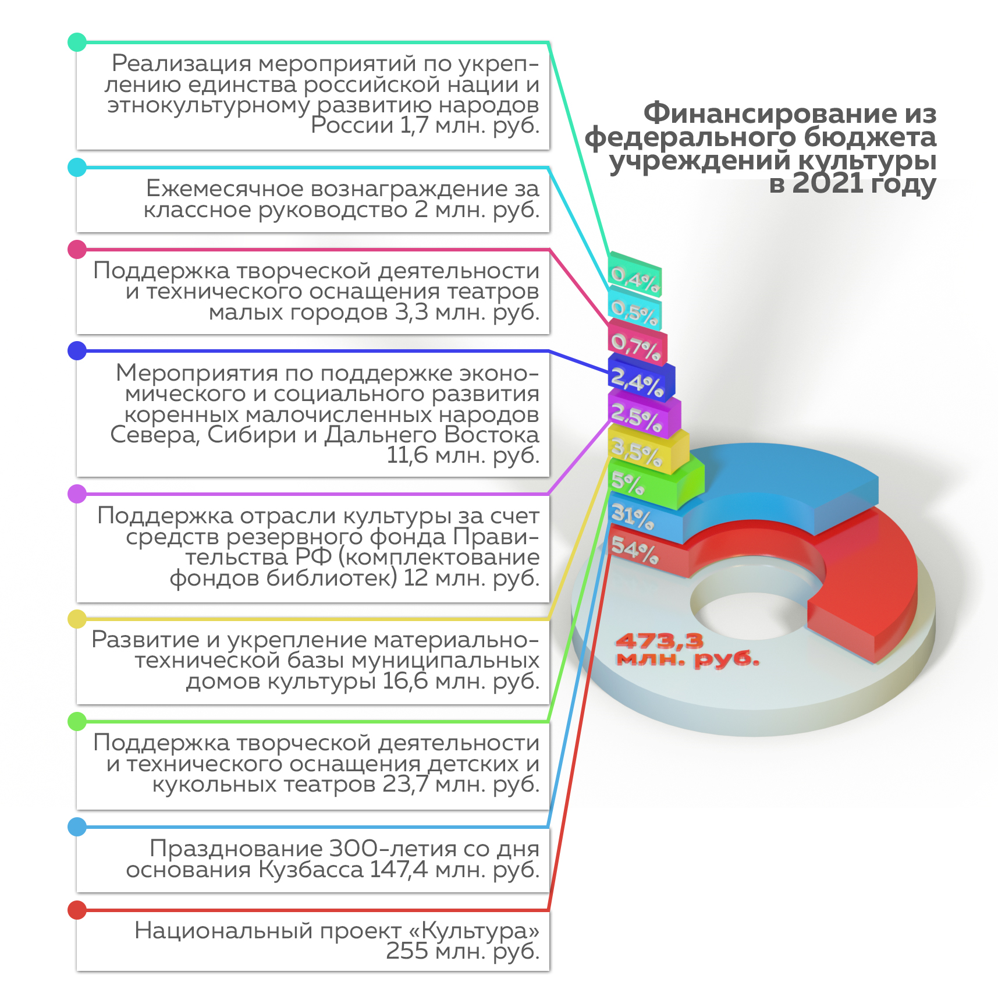 Реализация мероприятий по укреп-
лению единства российской нации и
этнокультурному развитию народов
России 1,7 млн. руб.
Ежемесячное вознаграждение за
классное руководство 2 млн. руб.
Поддержка творческой деятельности
и технического оснащения театров
малых городов 3,3 млн. руб.
Мероприятия по поддержке эконо-
мического и социального развития
коренных малочисленных народов
Севера, Сибири и Дальнего Востока
11,6 млн. руб.
Поддержка отрасли культуры за счет
средств резервного фонда Прави-
тельства РФ (комплектование
фондов библиотек) 12 млн. руб.
Развитие и укрепление материально-
технической базы муниципальных
домов культуры 16,6 млн. руб.
Поддержка творческой деятельности
и технического оснащения детских и
кукольных театров 23,7 млн. руб.
Празднование 300-летия со дня
основания Кузбасса 147,4 млн. руб.
Национальный проект «Культура»
255 млн. руб.
Финансирование из
федерального бюджета
учреждений культуры
в 2021 году
0,4%
0,5%
0,7%
2,4%
2,5%
3,5%
5%
31%
54%
473,3
млн. руб.